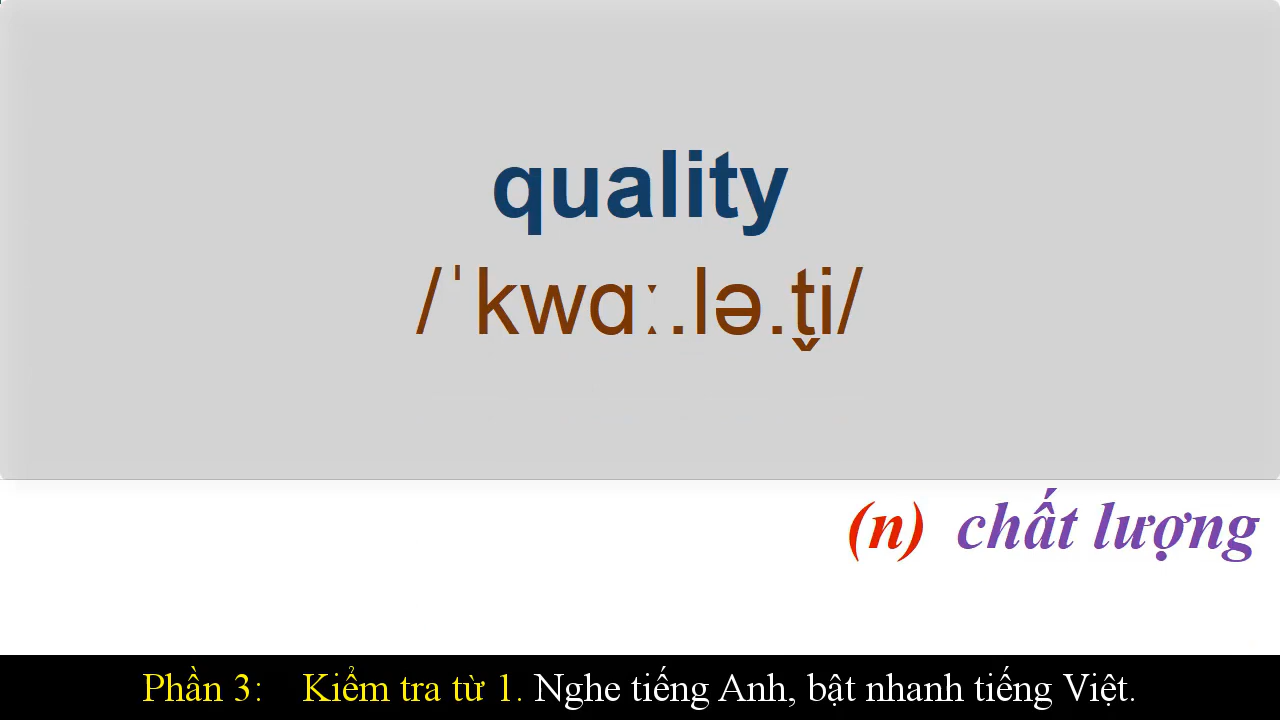 quality
/ˈkwɑː.lə.t̬i/
(n) chất lượng
Phần 3: Kiểm tra từ 1. Nghe tiếng Anh, bật nhanh tiếng Việt.